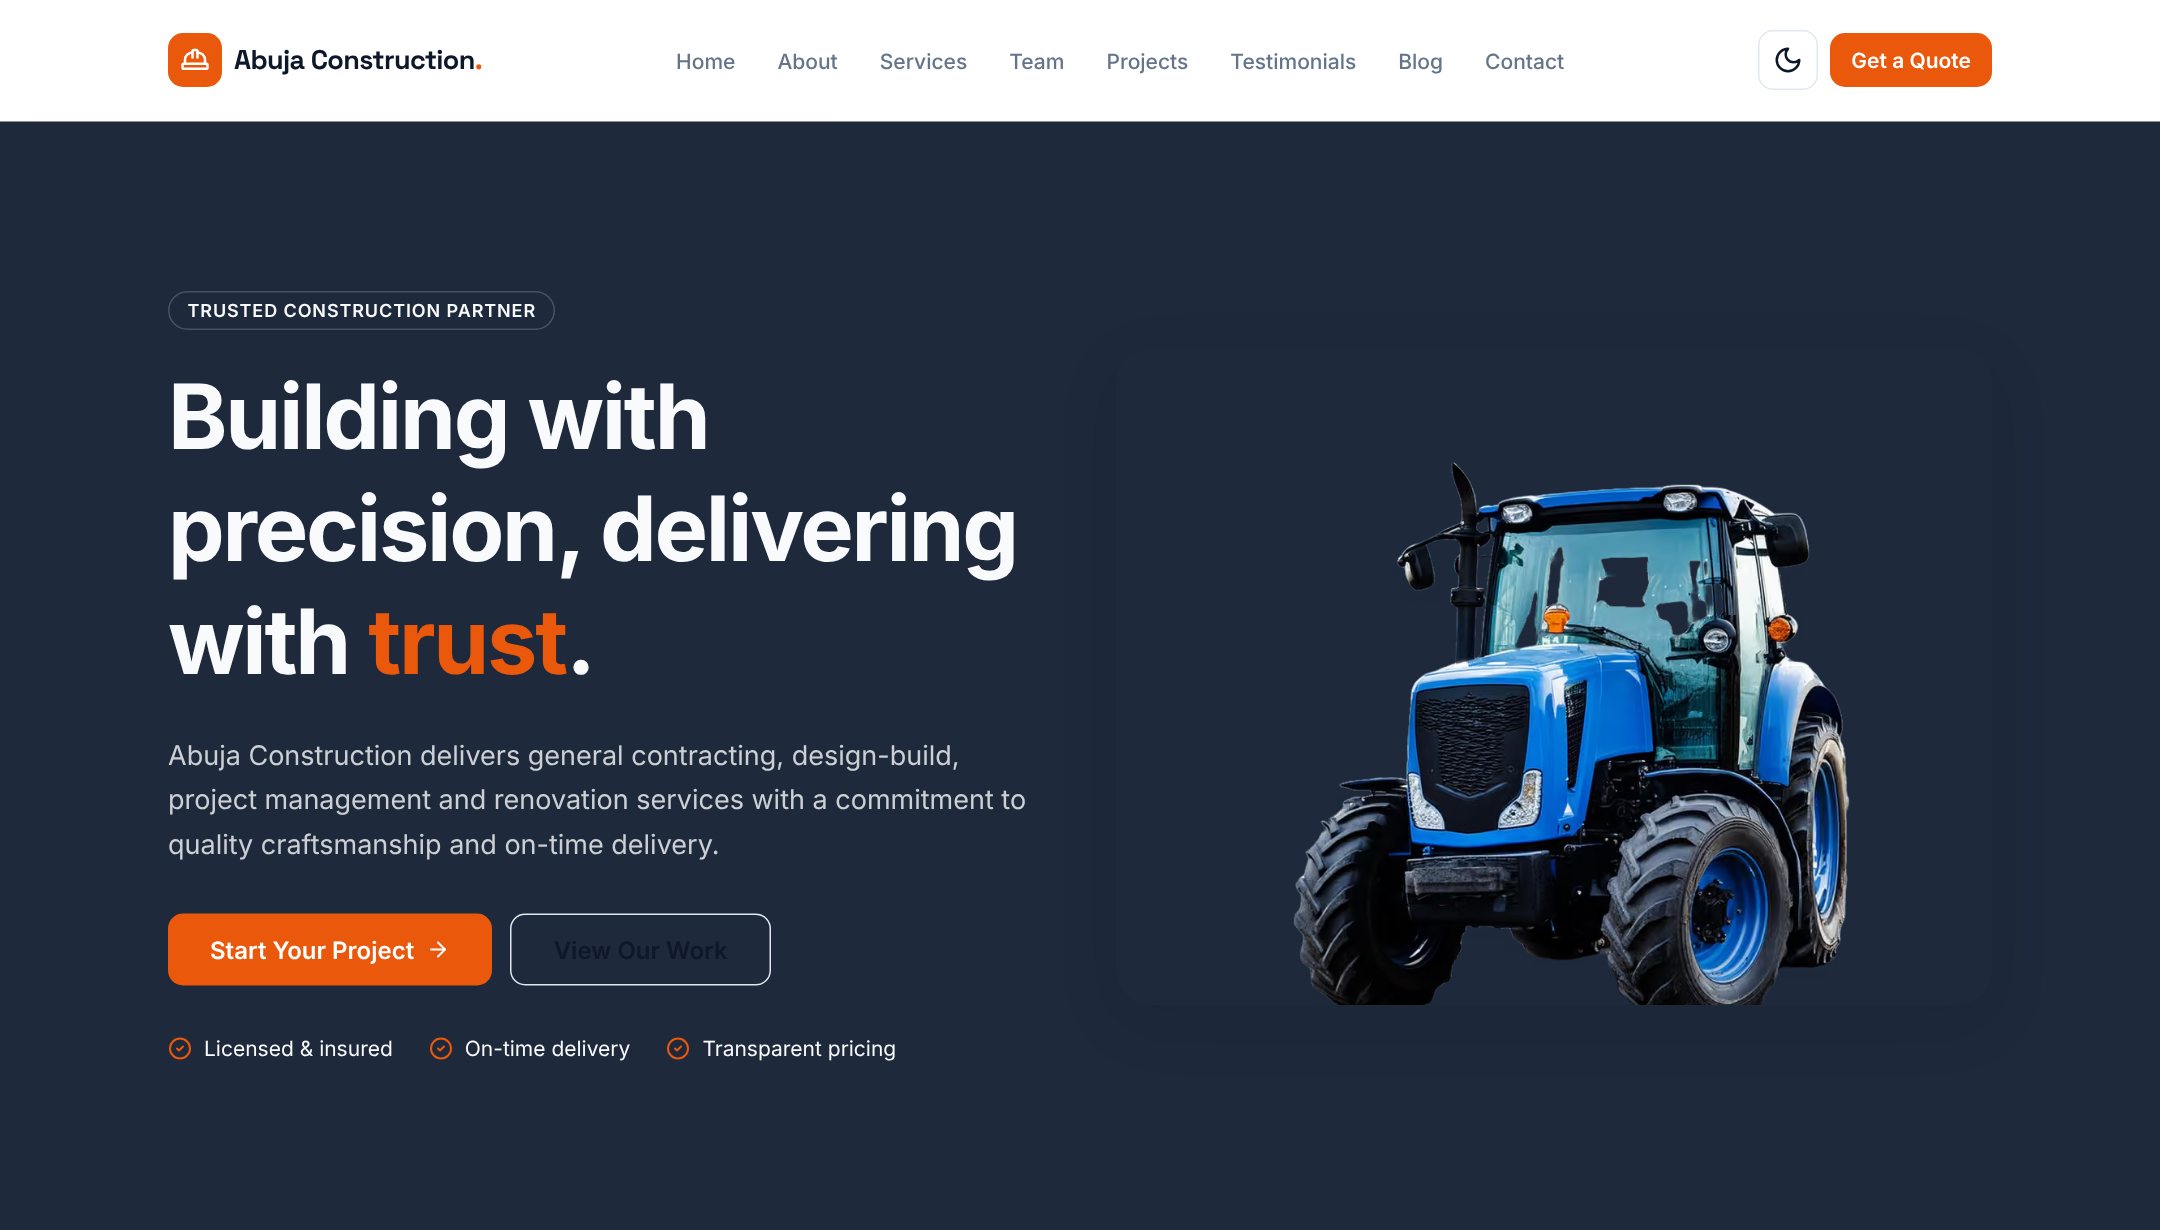 Abuja Construction.
Home
About
Services
Team
Projects
Testimonials
Blog
Contact
Get a Quote
TRUSTED CONSTRUCTION PARTNER
Building with
precision, delivering
with trust.
Abuja Construction delivers general contracting, design-build,
project management and renovation services with a commitment to
quality craftsmanship and on-time delivery.
Start Your Project
View Our Work
Licensed & insured
On-time delivery
Transparent pricing